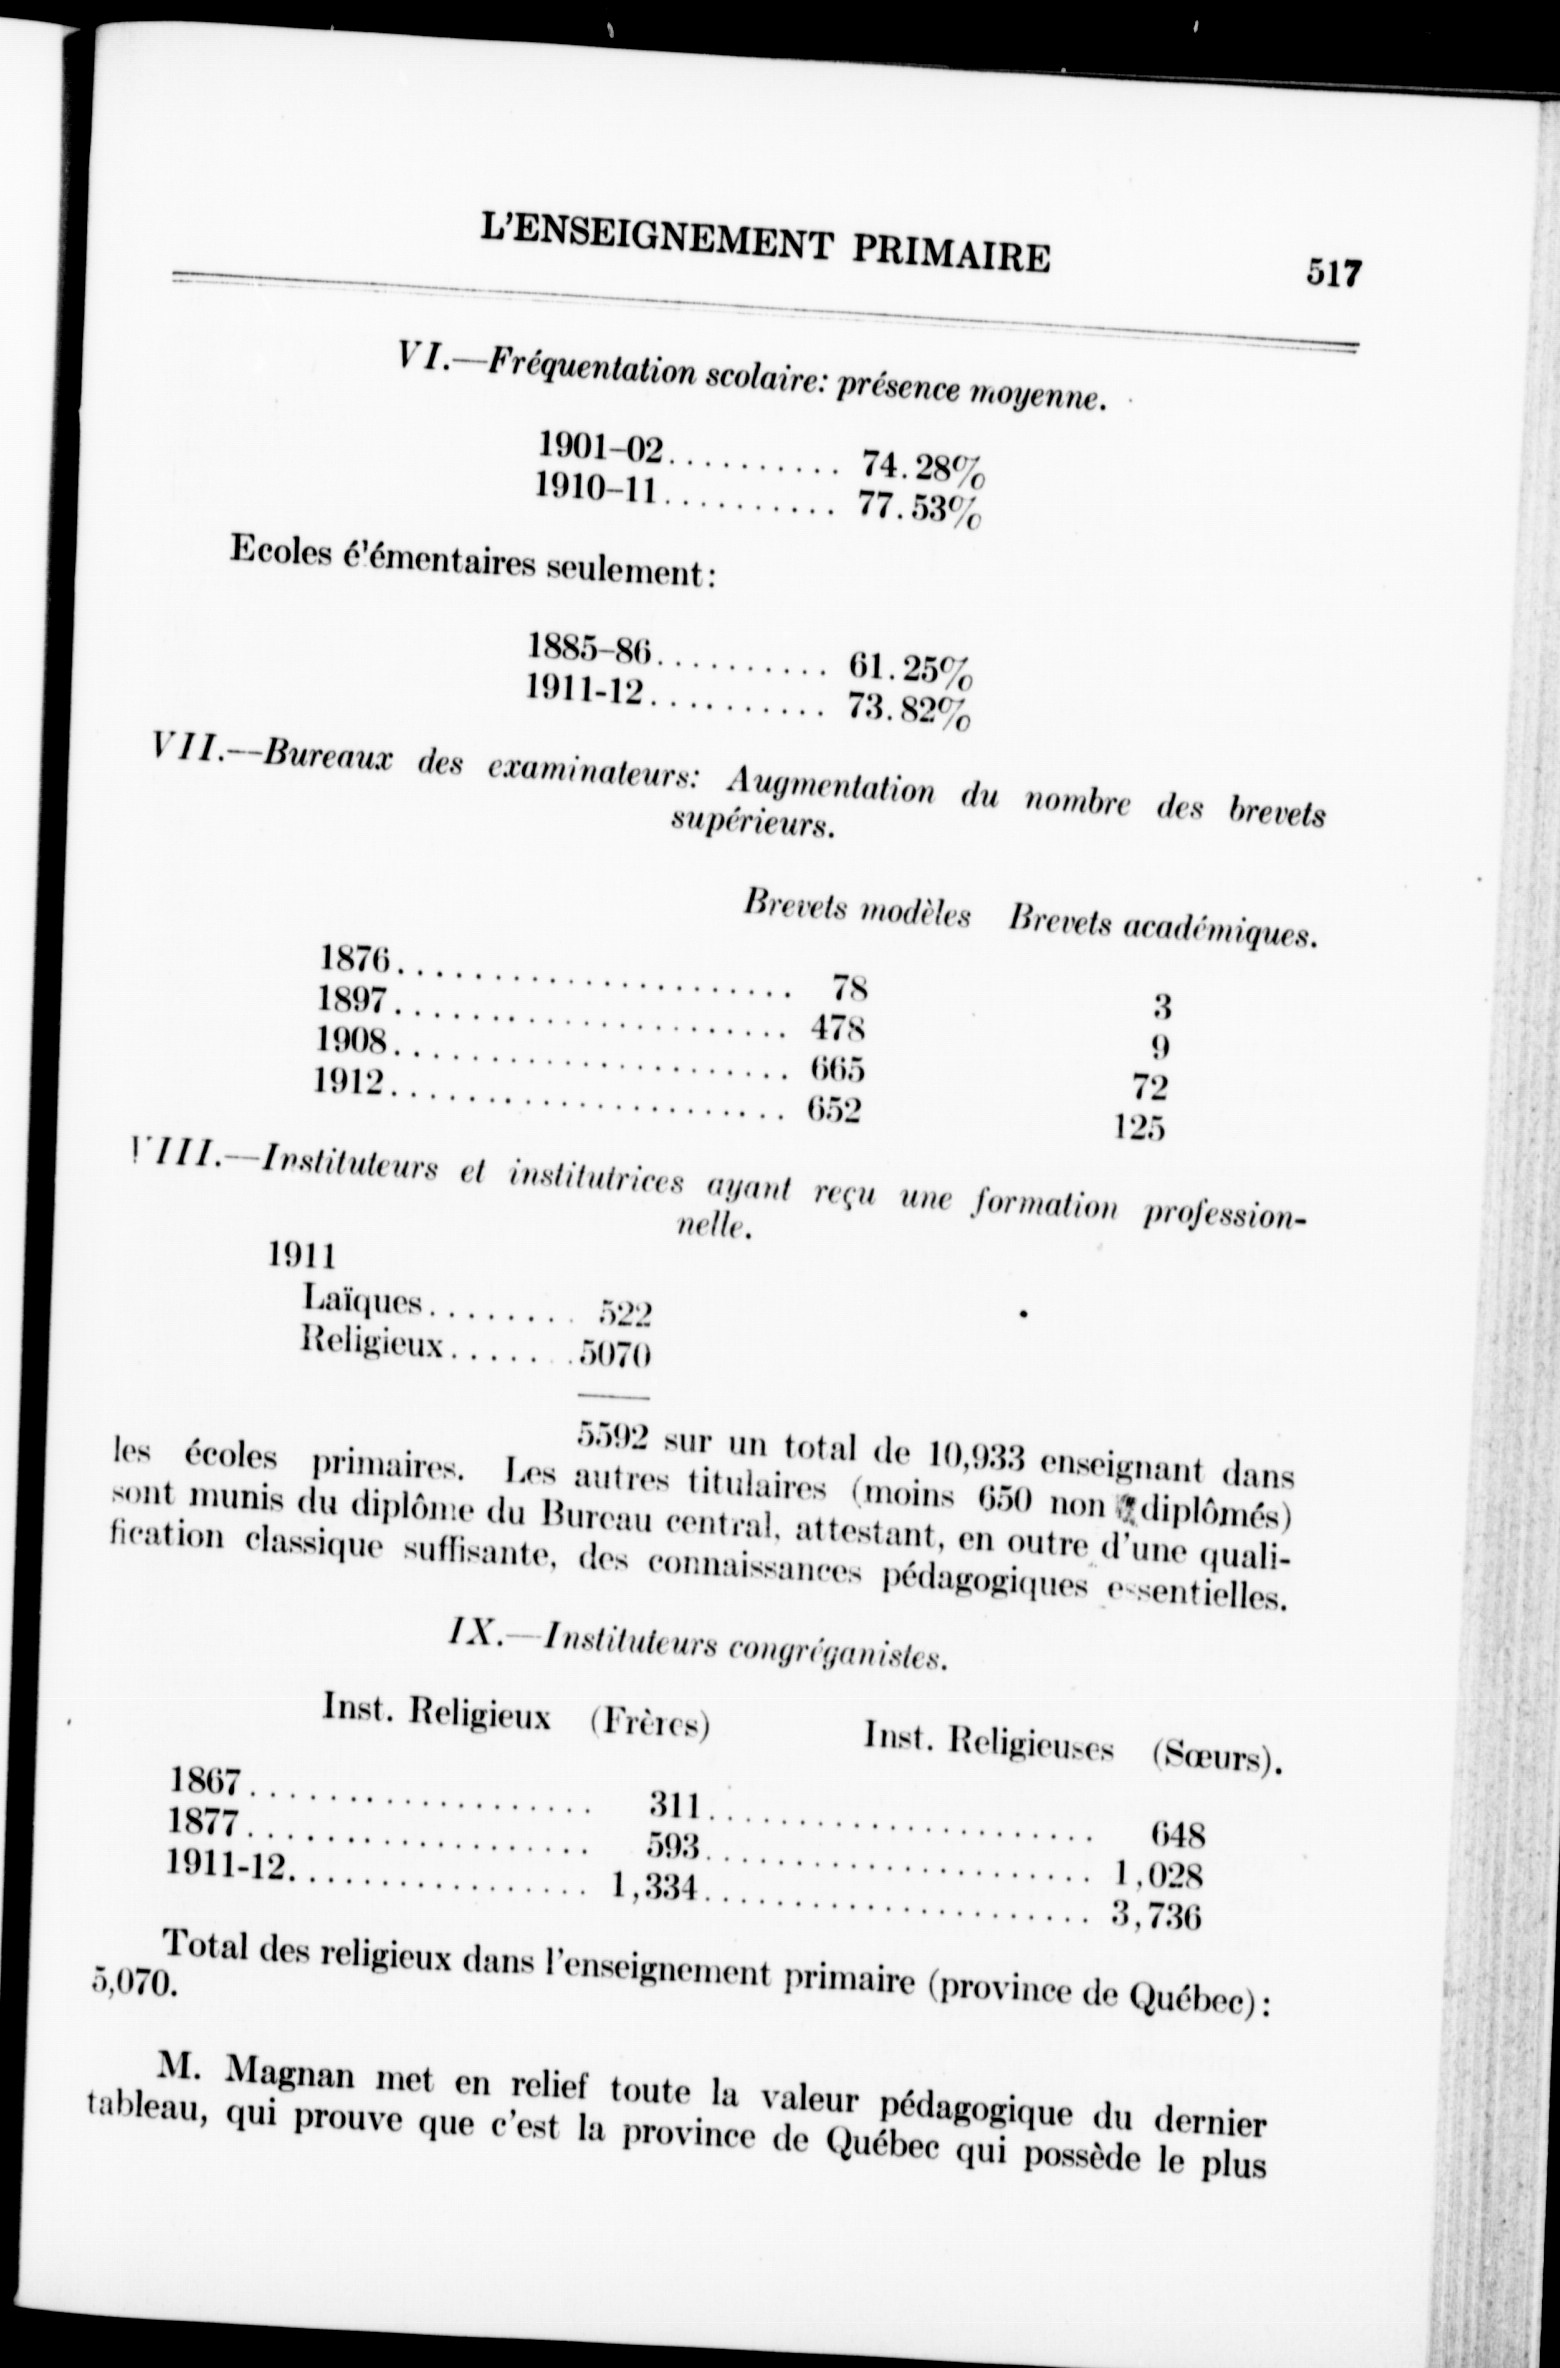 L'ENSEIGNEMENT PRIMAIRE 517
VI.—Fréquentation scolaire: présence moyenne.
1901–02.......... 74.28%
1910–11.......... 77.53%
Ecoles é'émentaires seulement:
1885–86.......... 61.25%
1911-12.......... 73.82%
VII.—Bureaux des examinateurs: Augmentation du nombre des brevets
supérieurs.
Brevets modèles Brevets académiques.
1876...................... 78 3
1897...................... 478 9
1908...................... 665 72
1912...................... 652 125
VIII.—Instituteurs et institutrices ayant reçu une formation profession-
nelle.
1911
Laïques........ 522
Religieux.......5070
5592 sur un total de 10,933 enseignant dans
les écoles primaires. Les autres titulaires (moins 650 non diplômés)
sont munis du diplôme du Bureau central, attestant, en outre d'une quali-
fication classique suffisante, des connaissances pédagogiques essentielles.
IX.—Instituteurs congréganistes.
Inst. Religieux (Frères) Inst. Religieuses (Sœurs).
1867................... 311...................... 648
1877................... 593...................... 1,028
1911-12................. 1,334...................... 3,736
Total des religieux dans l'enseignement primaire (province de Québec):
5,070.
M. Magnan met en relief toute la valeur pédagogique du dernier
tableau, qui prouve que c'est la province de Québec qui possède le plus